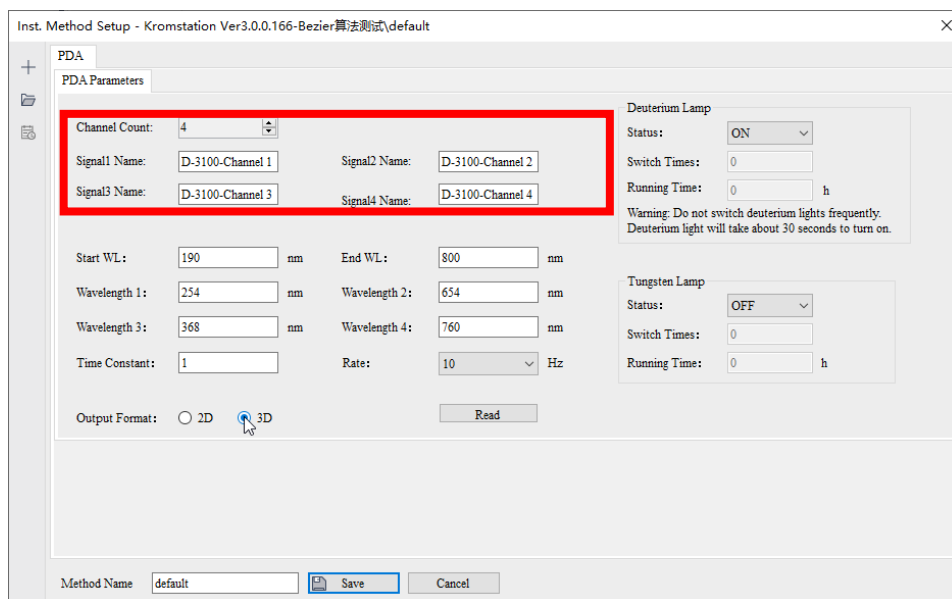 Inst. Method Setup - Kromstation Ver3.0.0.166-Bezier算法测试\default
PDA
PDA Parameters
Channel Count: 4
Signal1 Name: D-3100-Channel 1 Signal2 Name: D-3100-Channel 2
Signal3 Name: D-3100-Channel 3 Signal4 Name: D-3100-Channel 4
Start WL: 190 nm End WL: 800 nm
Wavelength 1: 254 nm Wavelength 2: 654 nm
Wavelength 3: 368 nm Wavelength 4: 760 nm
Time Constant: 1 Rate: 10 Hz
Output Format: 2D 3D Read
Deuterium Lamp
Status: ON
Switch Times: 0
Running Time: 0 h
Warning: Do not switch deuterium lights frequently.
Deuterium light will take about 30 seconds to turn on.
Tungsten Lamp
Status: OFF
Switch Times: 0
Running Time: 0 h
Method Name default Save Cancel